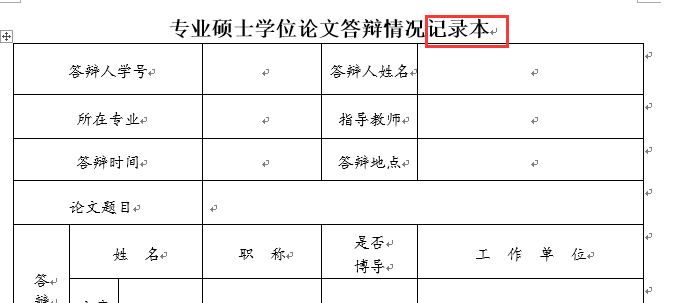 专业硕士学位论文答辩情况记录本
答辩人学号 答辩人姓名
所在专业 指导教师
答辩时间 答辩地点
论文题目
姓 名 职 称 是否 工 作 单 位
博导
答
辩